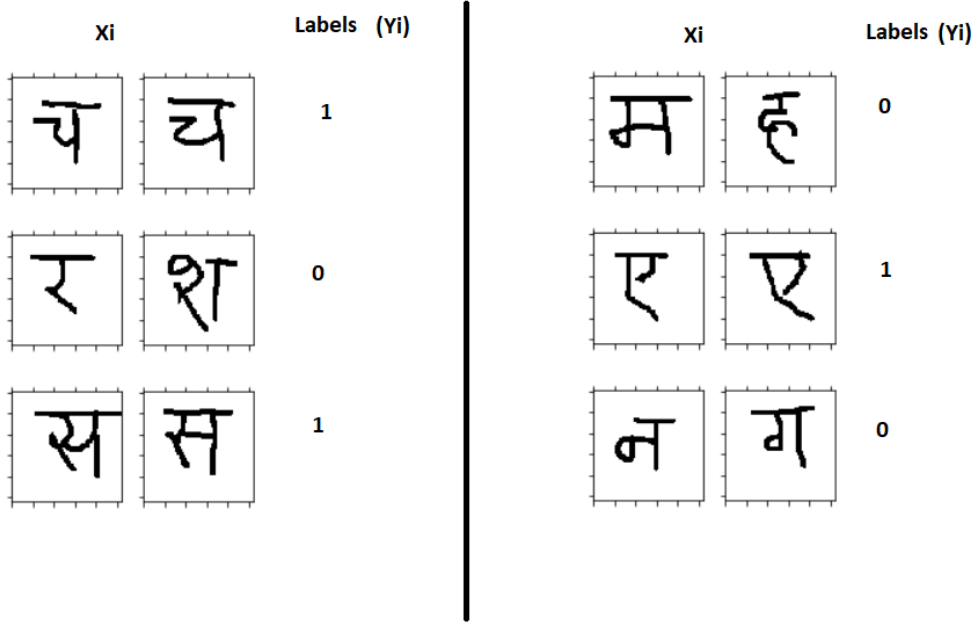 Xi Labels (Yi)
च च 1
र श 0
स स 1
Xi Labels (Yi)
म ह 0
ए ए 1
न ग 0